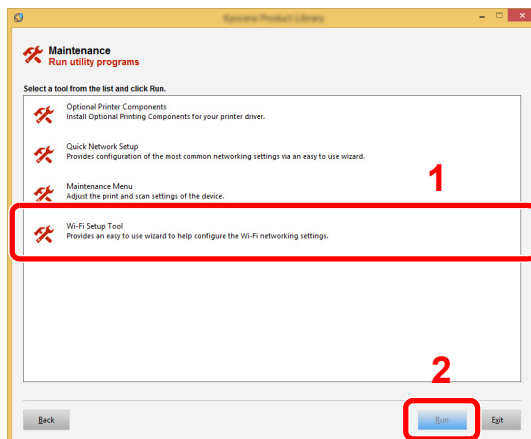 Kyocera Product Library
Maintenance
Run utility programs
Select a tool from the list and click Run.
Optional Printer Components
Install Optional Printing Components for your printer driver.
Quick Network Setup
Provides configuration of the most common networking settings via an easy to use wizard.
1
Maintenance Menu
Adjust the print and scan settings of the device.
Wi-Fi Setup Tool
Provides an easy to use wizard to help configure the Wi-Fi networking settings.
2
Back
Run
Exit